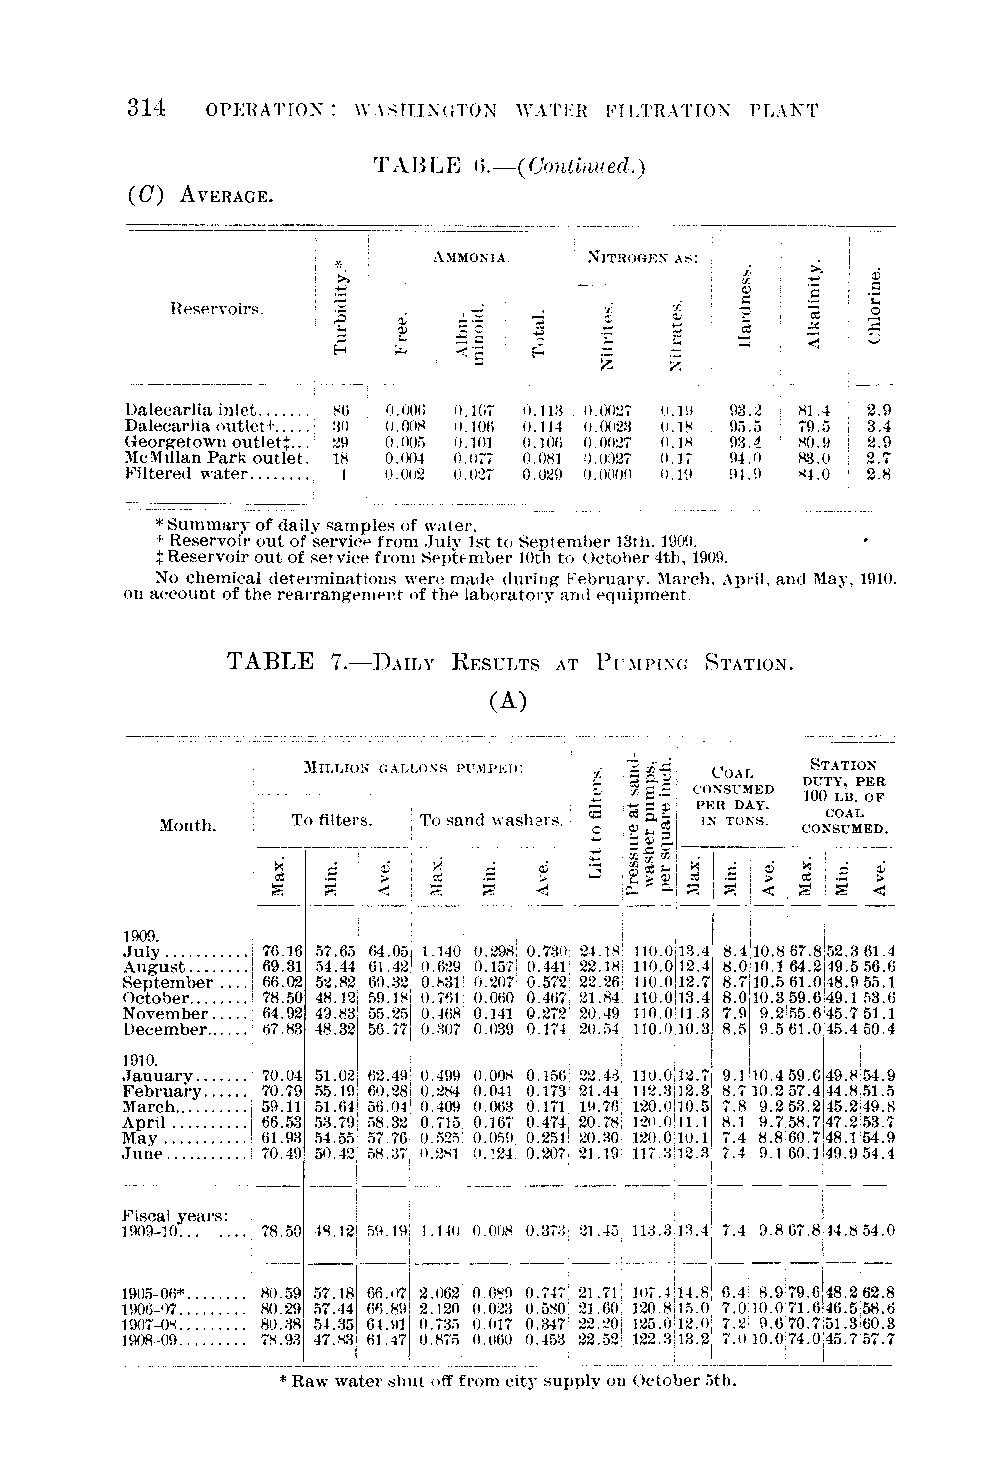 314 OPERATION: WASHINGTON WATER FILTRATION PLANT
TABLE 6.—(Continued.)
(C) AVERAGE.
Reservoirs. Turbidity.* AMMONIA. NITROGEN AS: Hardness. Alkalinity. Chlorine.
Free. Albu-minoid. Total. Nitrites. Nitrates.
Dalecarlia inlet....... 86 0.006 0.107 0.113 0.0027 0.19 93.2 81.4 2.9
Dalecarlia outlet†..... 30 0.008 0.106 0.114 0.0023 0.18 95.5 79.5 3.4
Georgetown outlet‡... 29 0.005 0.101 0.106 0.0027 0.18 93.2 80.9 2.9
McMillan Park outlet. 18 0.004 0.077 0.081 0.0027 0.17 94.0 83.0 2.7
Filtered water........ 1 0.002 0.027 0.029 0.0000 0.19 94.9 84.0 2.8
* Summary of daily samples of water.
† Reservoir out of service from July 1st to September 13th, 1909.
‡ Reservoir out of service from September 10th to October 4th, 1909.
No chemical determinations were made during February, March, April, and May, 1910,
on account of the rearrangement of the laboratory and equipment.
TABLE 7.—DAILY RESULTS AT PUMPING STATION.
(A)
Month. MILLION GALLONS PUMPED: Lift to filters. Pressure at sand-washer pumps, per square inch. COAL CONSUMED PER DAY, IN TONS. STATION DUTY, PER 100 LB. OF COAL CONSUMED.
To filters. To sand washers.
Max. Min. Ave. Max. Min. Ave. Max. Min. Ave. Max. Min. Ave.
1909.
July........... 76.16 57.65 64.05 1.140 0.298 0.730 24.18 110.0 13.4 8.4 10.8 67.8 52.3 61.4
August........ 69.31 54.44 61.42 0.629 0.157 0.441 22.18 110.0 12.4 8.0 10.1 64.2 49.5 56.6
September .... 66.02 52.82 60.32 0.831 0.207 0.572 22.26 110.0 12.7 8.7 10.5 61.0 48.9 55.1
October........ 78.50 48.12 59.18 0.761 0.060 0.467 21.84 110.0 13.4 8.0 10.3 59.6 49.1 53.6
November..... 64.92 49.83 55.25 0.468 0.141 0.272 20.49 110.0 11.3 7.9 9.2 55.6 45.7 51.1
December...... 67.83 48.32 56.77 0.307 0.039 0.174 20.54 110.0 10.3 8.5 9.5 61.0 45.4 50.4
1910.
January....... 70.04 51.02 62.49 0.499 0.008 0.156 22.43 110.0 12.7 9.1 10.4 59.6 49.8 54.9
February...... 70.79 55.19 60.28 0.284 0.041 0.173 21.44 112.3 12.3 8.7 10.2 57.4 44.8 51.5
March.......... 59.11 51.64 56.04 0.409 0.063 0.171 19.76 120.0 10.5 7.8 9.2 53.2 45.2 49.8
April .......... 66.53 53.79 58.32 0.715 0.167 0.474 20.78 120.0 11.1 8.1 9.7 58.7 47.2 53.7
May ........... 61.93 54.55 57.76 0.525 0.059 0.251 20.30 120.0 10.1 7.4 8.8 60.7 48.1 54.9
June........... 70.49 50.42 58.37 0.281 0.124 0.207 21.19 117.3 12.3 7.4 9.1 60.1 49.9 54.4
Fiscal years:
1909-10... .... 78.50 48.12 59.19 1.140 0.008 0.373 21.45 113.3 13.4 7.4 9.8 67.8 44.8 54.0
1905-06*........ 80.59 57.18 66.07 2.062 0.089 0.747 21.71 107.4 14.8 6.4 8.9 79.6 48.2 62.8
1906-07......... 80.29 57.44 66.89 2.120 0.023 0.580 21.60 120.8 15.0 7.0 10.0 71.6 46.5 58.6
1907-08......... 80.38 54.35 64.91 0.735 0.017 0.347 22.20 125.0 12.0 7.2 9.6 70.7 51.3 60.3
1908-09......... 78.93 47.83 61.47 0.875 0.060 0.453 22.52 122.3 13.2 7.0 10.0 74.0 45.7 57.7
* Raw water shut off from city supply on October 5th.